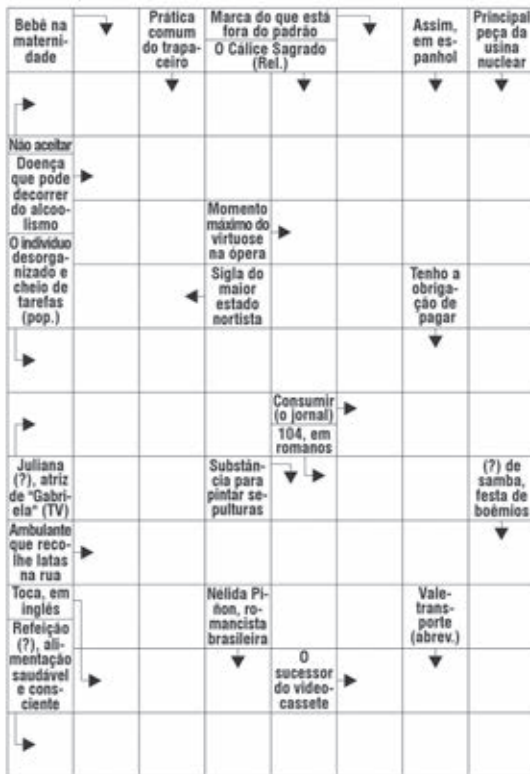 Bebê na
materni-
dade
Prática
comum
do trapa-
ceiro
Marca do que está
fora do padrão
O Cálice Sagrado
(Rel.)
Assim,
em es-
panhol
Principal
peça da
usina
nuclear
Não aceitar
Doença
que pode
decorrer
do alcoo-
lismo
O indivíduo
desorga-
nizado e
cheio de
tarefas
(pop.)
Momento
máximo do
virtuose
na ópera
Sigla do
maior
estado
nortista
Tenho a
obriga-
ção de
pagar
Consumir
(o jornal)
104, em
romanos
Juliana
(?), atriz
de "Gabri-
ela" (TV)
Substân-
cia para
pintar se-
pulturas
(?) de
samba,
festa de
boêmios
Ambulante
que reco-
lhe latas
na rua
Toca, em
inglês
Refeição
(?), ali-
mentação
saudável
e cons-
ciente
Nélida Pi-
ñon, ro-
mancista
brasileira
Vale-
trans-
porte
(abrev.)
O
sucessor
do video-
cassete